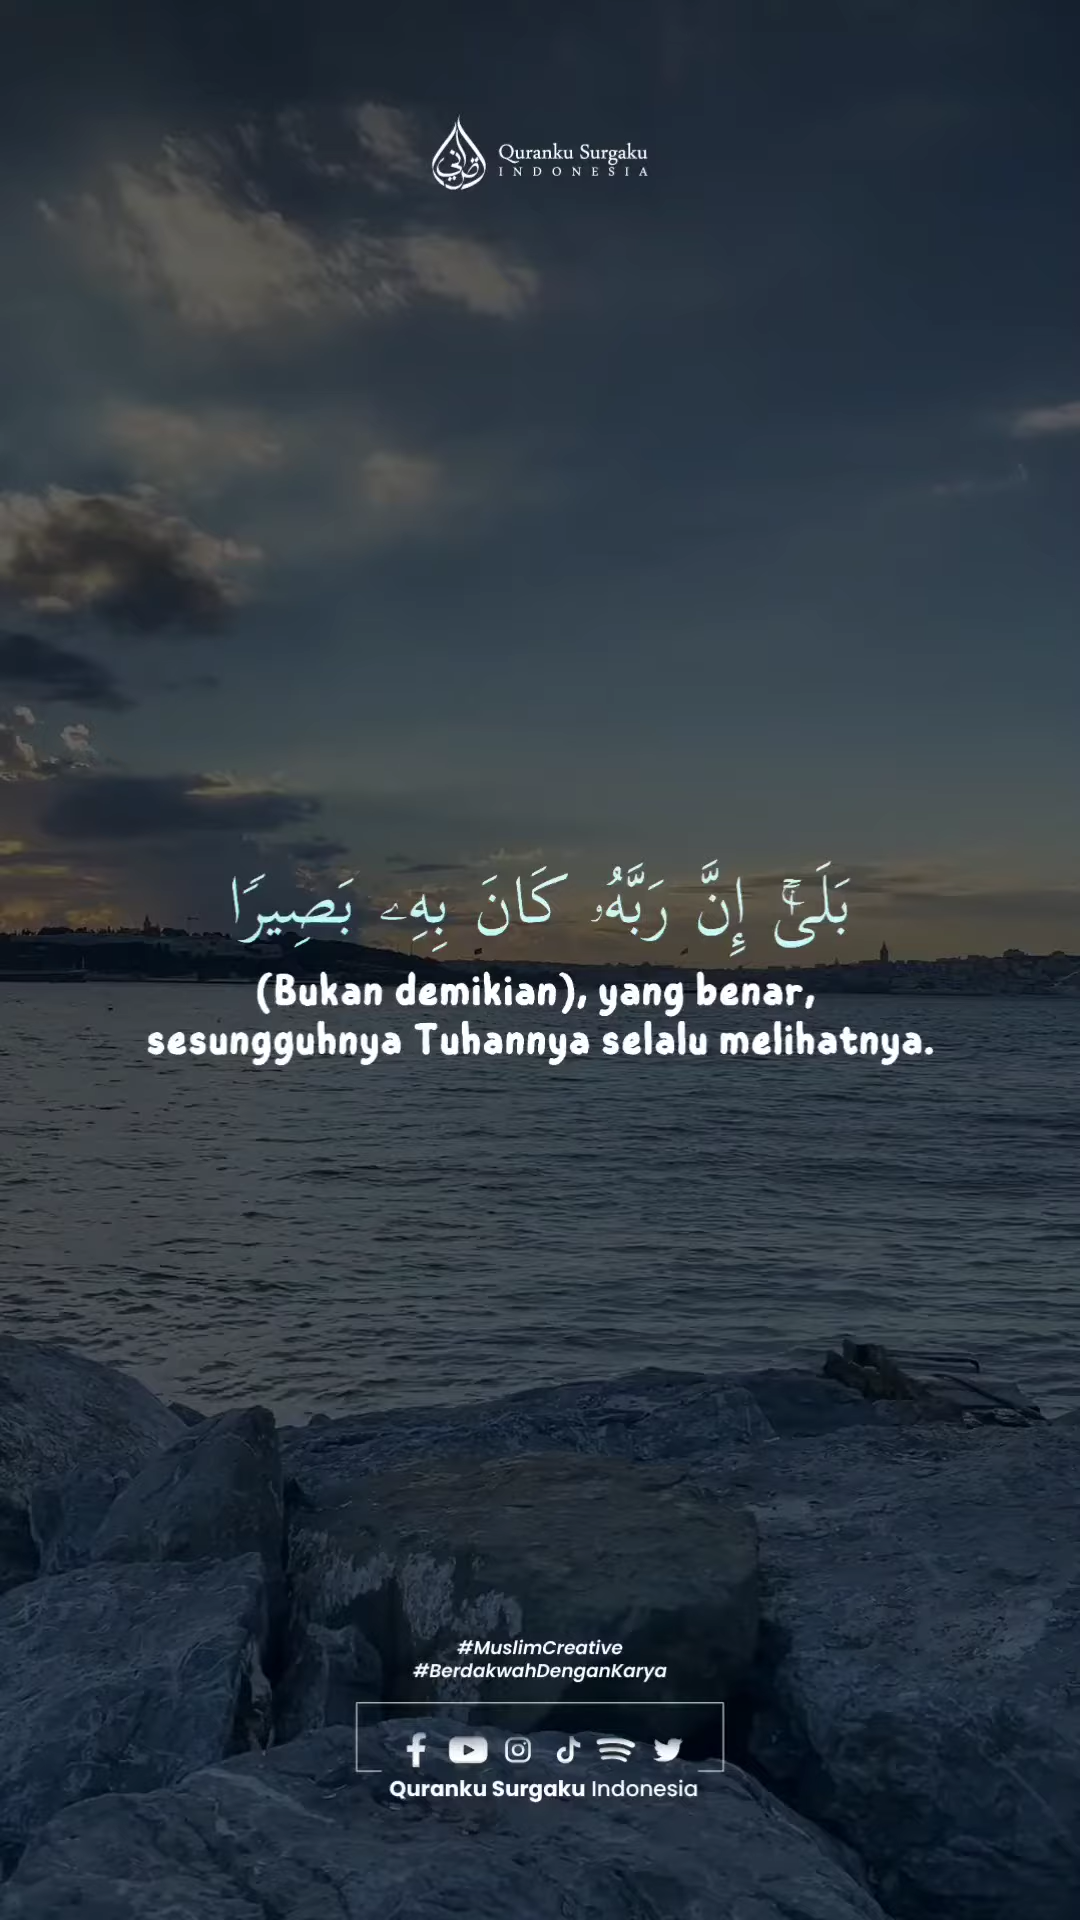 Quranku Surgaku
INDONESIA
بَلَىٰٓ إِنَّ رَبَّهُۥ كَانَ بِهِۦ بَصِيرًا
(Bukan demikian), yang benar,
sesungguhnya Tuhannya selalu melihatnya.
#MuslimCreative
#BerdakwahDenganKarya
Quranku Surgaku Indonesia